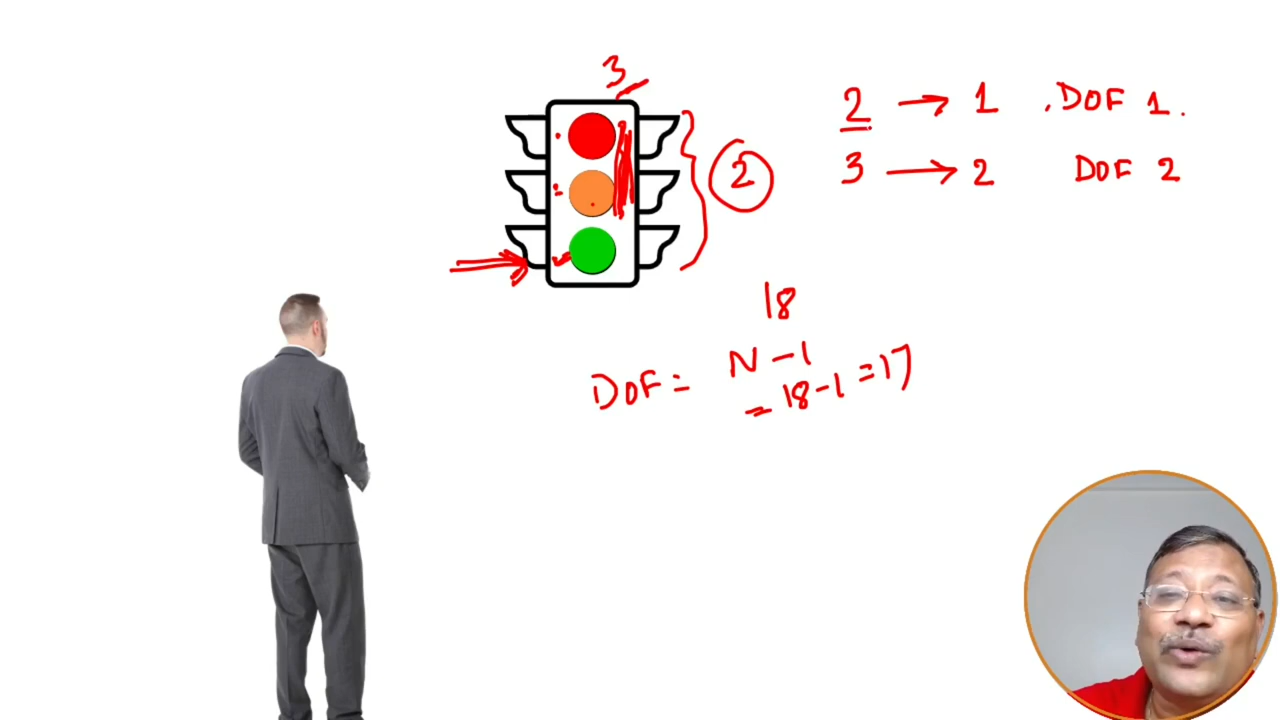 3
2 → 1 . DOF 1 .
3 → 2 DOF 2
2
18
DOF = N - 1
= 18 - 1 = 17